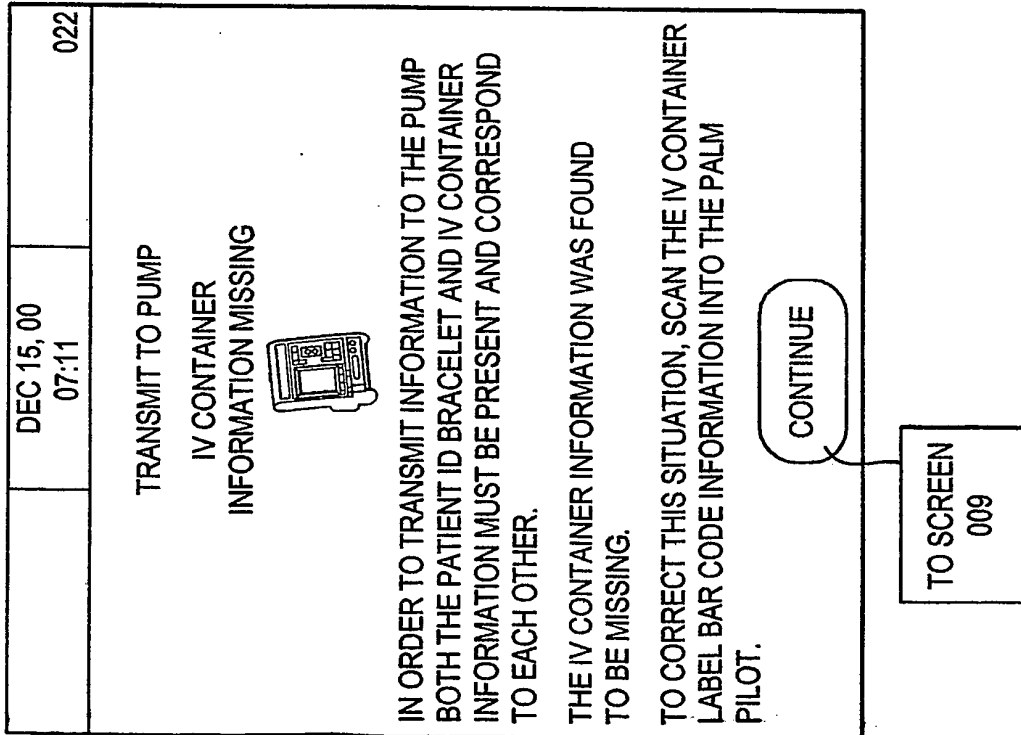 DEC 15, 00
07:11
022
TRANSMIT TO PUMP
IV CONTAINER
INFORMATION MISSING
IN ORDER TO TRANSMIT INFORMATION TO THE PUMP
BOTH THE PATIENT ID BRACELET AND IV CONTAINER
INFORMATION MUST BE PRESENT AND CORRESPOND
TO EACH OTHER.
THE IV CONTAINER INFORMATION WAS FOUND
TO BE MISSING.
TO CORRECT THIS SITUATION, SCAN THE IV CONTAINER
LABEL BAR CODE INFORMATION INTO THE PALM
PILOT.
CONTINUE
TO SCREEN
009